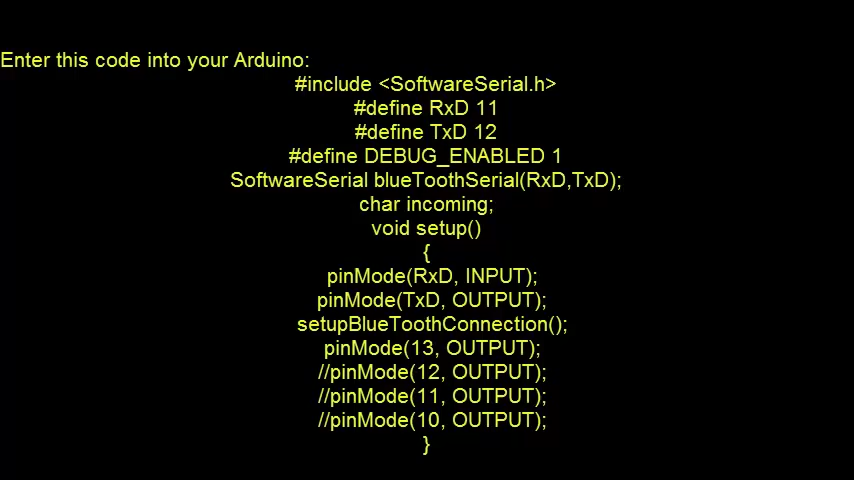 Enter this code into your Arduino:
#include <SoftwareSerial.h>
#define RxD 11
#define TxD 12
#define DEBUG_ENABLED 1
SoftwareSerial blueToothSerial(RxD,TxD);
char incoming;
void setup()
{
pinMode(RxD, INPUT);
pinMode(TxD, OUTPUT);
setupBlueToothConnection();
pinMode(13, OUTPUT);
//pinMode(12, OUTPUT);
//pinMode(11, OUTPUT);
//pinMode(10, OUTPUT);
}